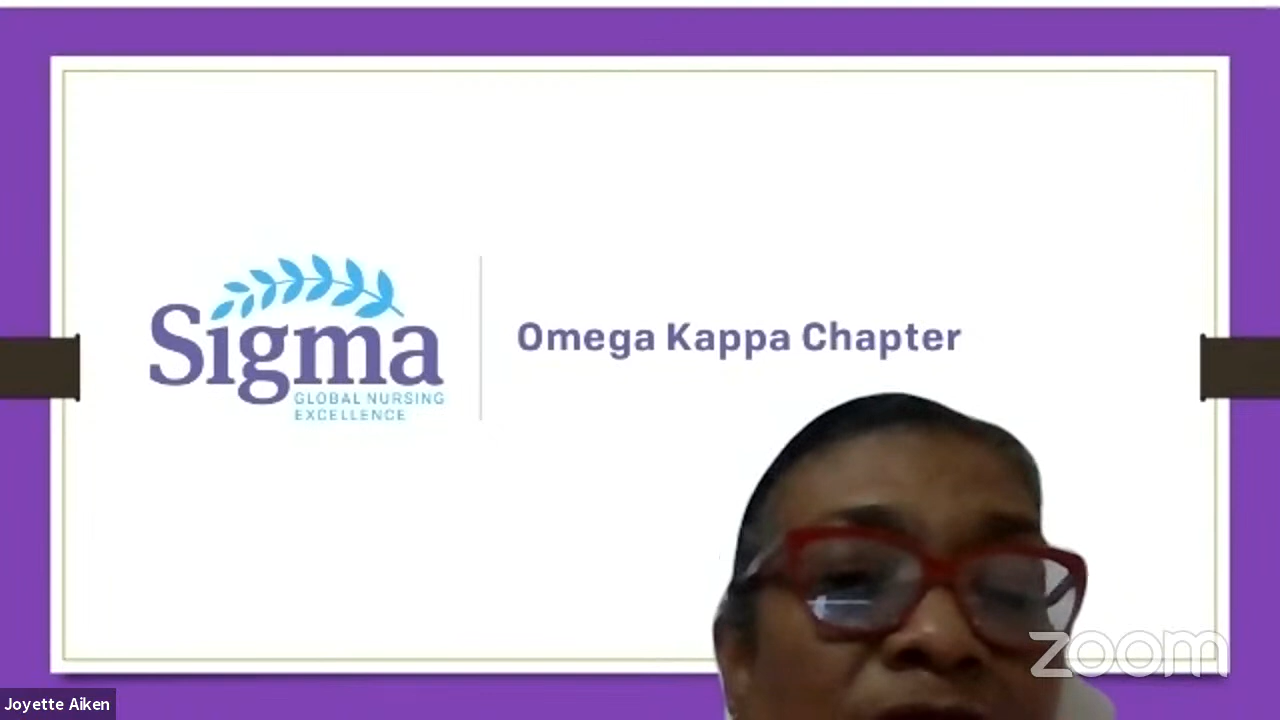 Sigma
GLOBAL NURSING
EXCELLENCE
Omega Kappa Chapter
zoom
Joyette Aiken